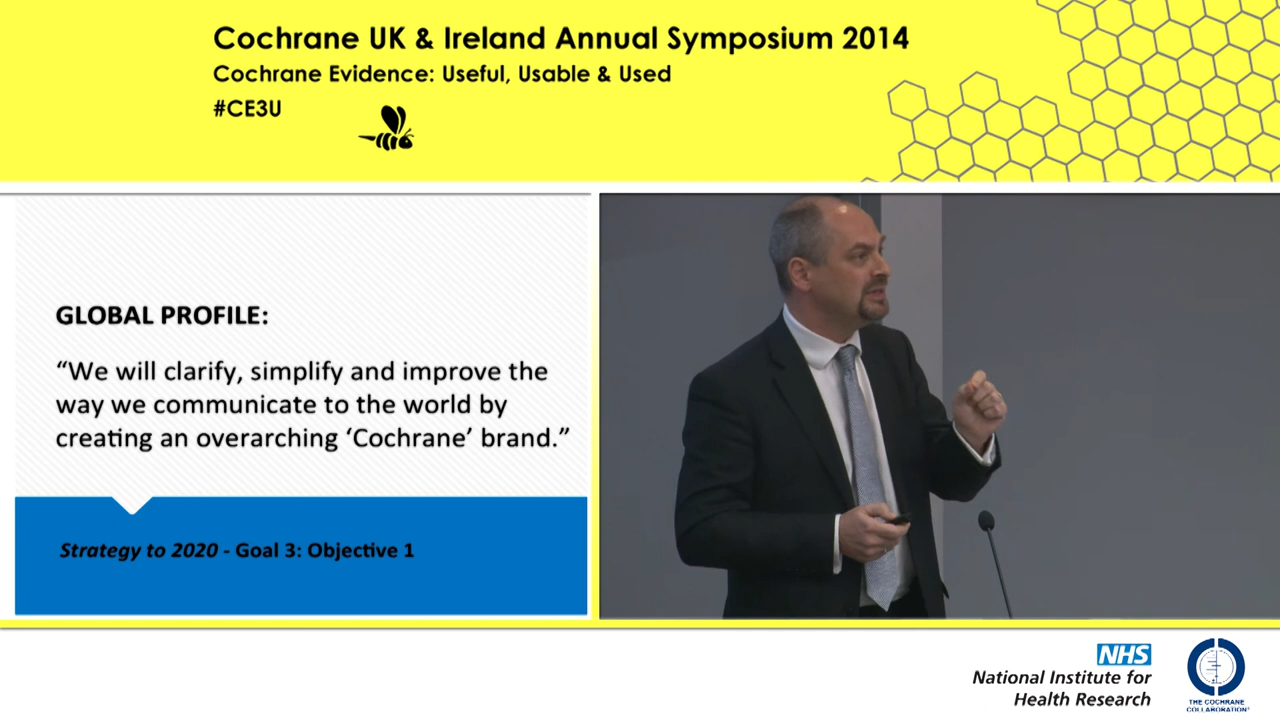 Cochrane UK & Ireland Annual Symposium 2014
Cochrane Evidence: Useful, Usable & Used
#CE3U
GLOBAL PROFILE:
“We will clarify, simplify and improve the
way we communicate to the world by
creating an overarching ‘Cochrane’ brand.”
Strategy to 2020 - Goal 3: Objective 1
NHS
National Institute for
Health Research
THE COCHRANE
COLLABORATION®